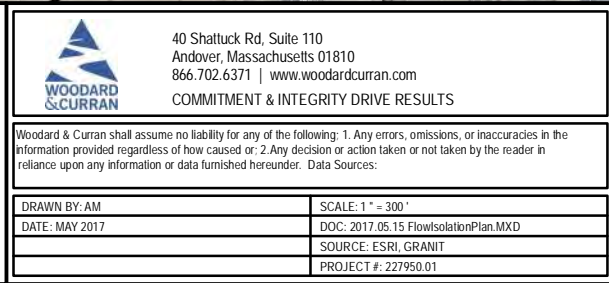 WOODARD
&CURRAN
40 Shattuck Rd, Suite 110
Andover, Massachusetts 01810
866.702.6371 | www.woodardcurran.com
COMMITMENT & INTEGRITY DRIVE RESULTS
Woodard & Curran shall assume no liability for any of the following; 1. Any errors, omissions, or inaccuracies in the
information provided regardless of how caused or; 2.Any decision or action taken or not taken by the reader in
reliance upon any information or data furnished hereunder. Data Sources:
DRAWN BY: AM
SCALE: 1 " = 300 '
DATE: MAY 2017
DOC: 2017.05.15 FlowIsolationPlan.MXD
SOURCE: ESRI, GRANIT
PROJECT #: 227950.01